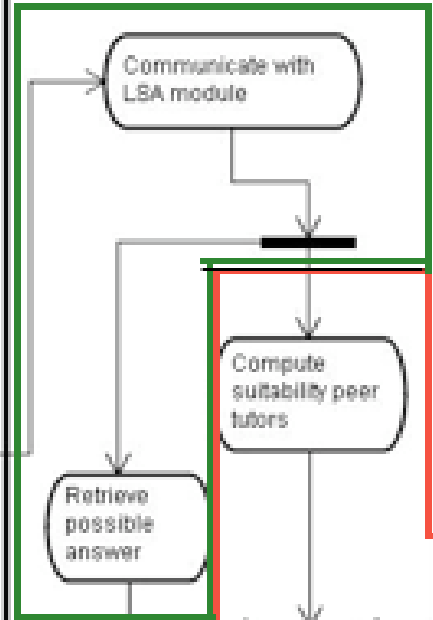 Communicate with
LSA module
Compute
suitability peer
tutors
Retrieve
possible
answer